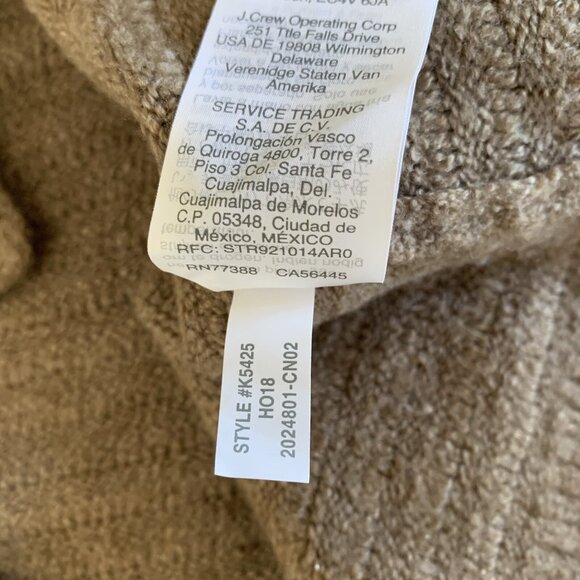 J.Crew Operating Corp
251 Ttle Falls Drive
USA DE 19808 Wilmington
Delaware
Verenidge Staten Van
Amerika
SERVICE TRADING
S.A. DE C.V.
Prolongación Vasco
de Quiroga 4800, Torre 2,
Piso 3 Col. Santa Fe
Cuajimalpa, Del.
Cuajimalpa de Morelos
C.P. 05348, Ciudad de
México, MÉXICO
RFC: STR921014AR0
RN77388 CA56445
STYLE #K5425
HO18
2024801-CN02